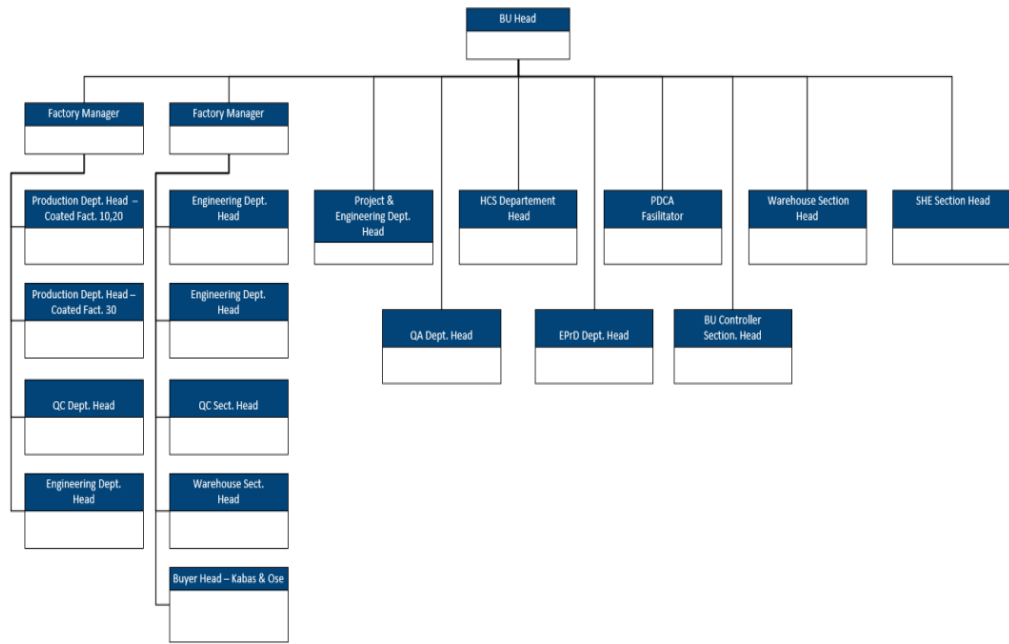 BU Head
Factory Manager
Factory Manager
Production Dept. Head –
Coated Fact. 10,20
Engineering Dept.
Head
Project &
Engineering Dept.
Head
HCS Departement
Head
PDCA
Fasilitator
Warehouse Section
Head
SHE Section Head
Production Dept. Head –
Coated Fact. 30
Engineering Dept.
Head
QA Dept. Head
EPrD Dept. Head
BU Controller
Section. Head
QC Dept. Head
QC Sect. Head
Engineering Dept.
Head
Warehouse Sect.
Head
Buyer Head – Kabas & Ose